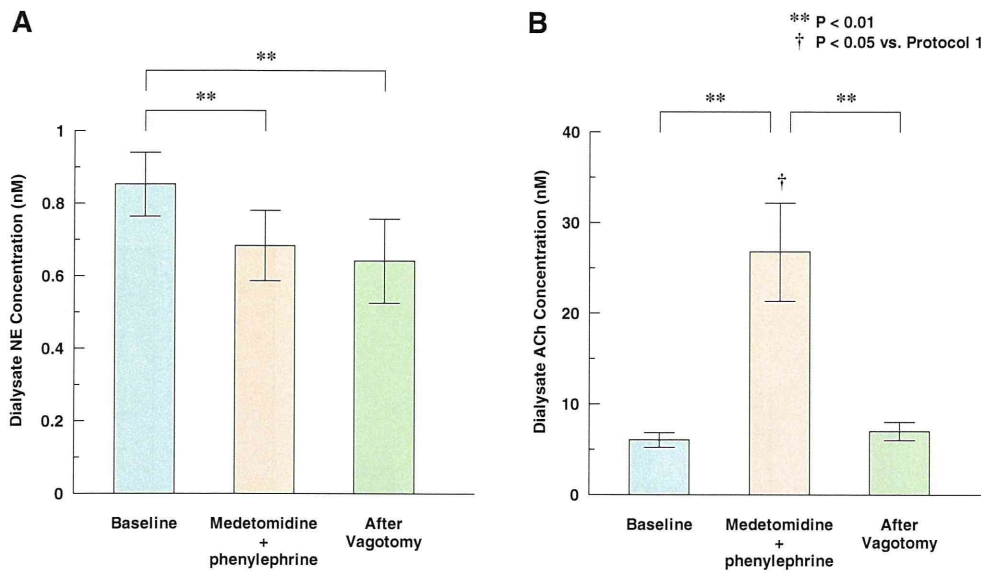 A
B
** P < 0.01
† P < 0.05 vs. Protocol 1
**
**
**
**
Dialysate NE Concentration (nM)
1
0.8
0.6
0.4
0.2
0
Baseline
Medetomidine
+
phenylephrine
After
Vagotomy
Dialysate ACh Concentration (nM)
40
30
20
10
0
†
Baseline
Medetomidine
+
phenylephrine
After
Vagotomy